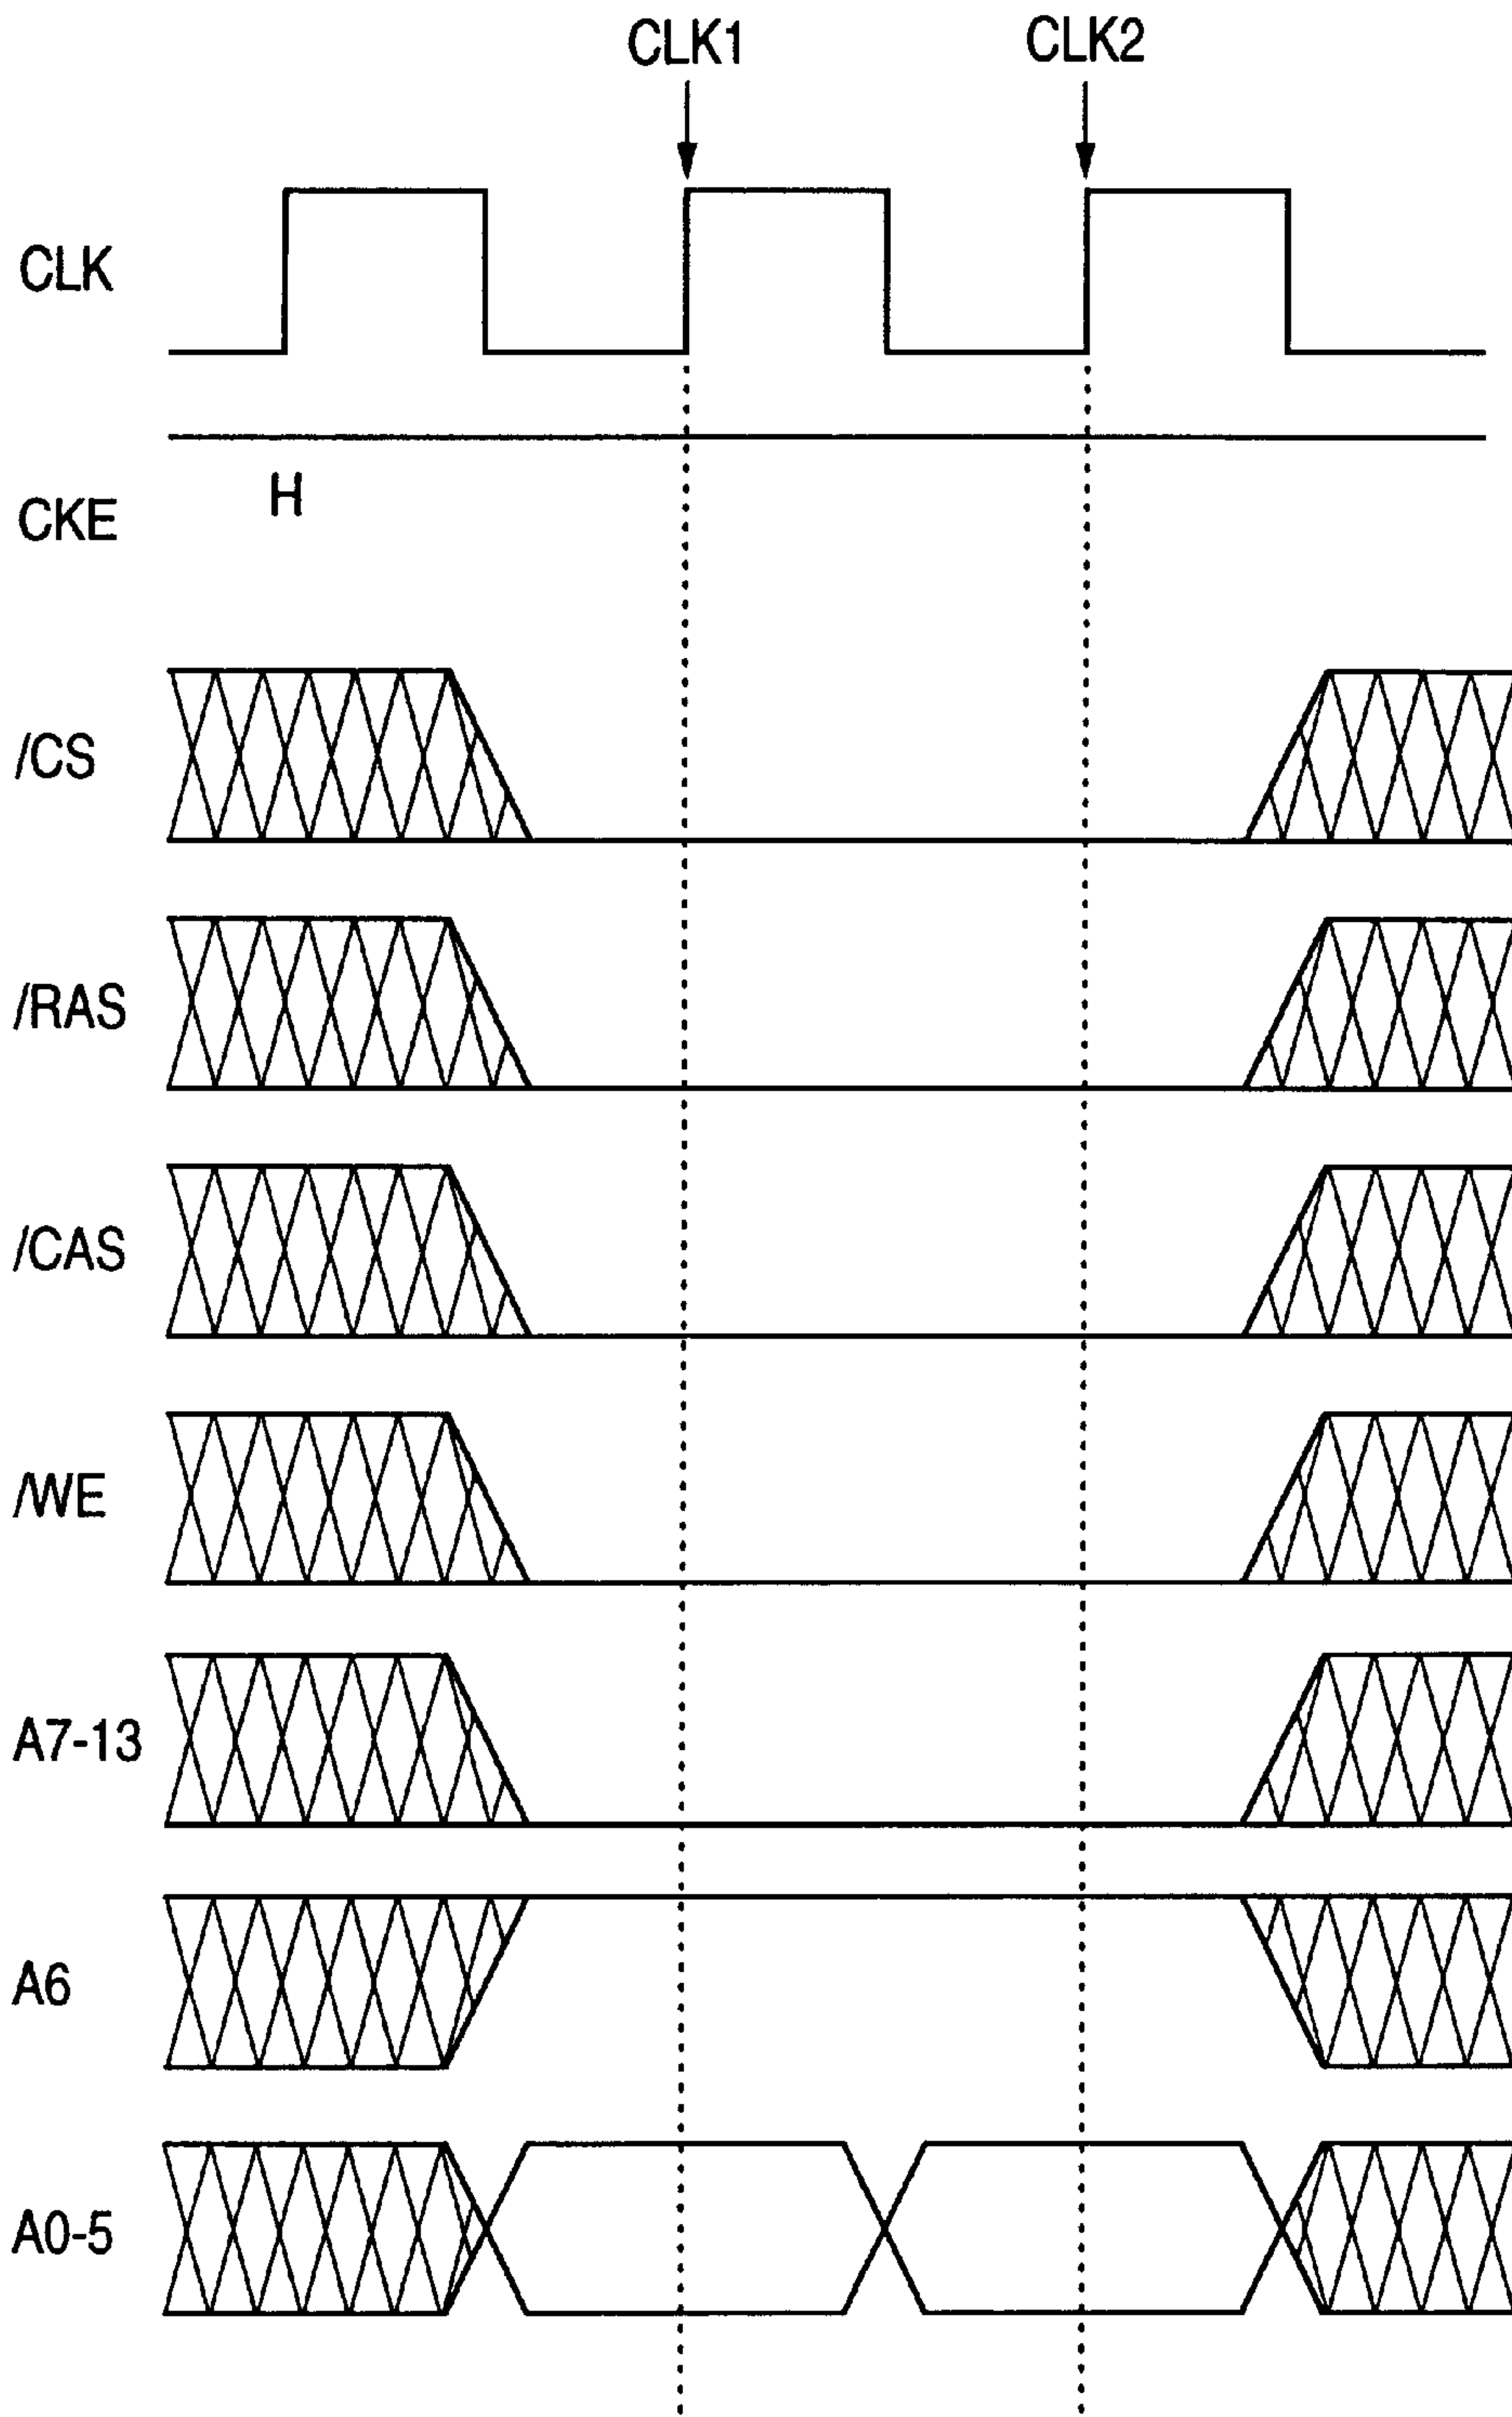 CLK1 CLK2
CLK
H
CKE
/CS
/RAS
/CAS
/WE
A7-13
A6
A0-5